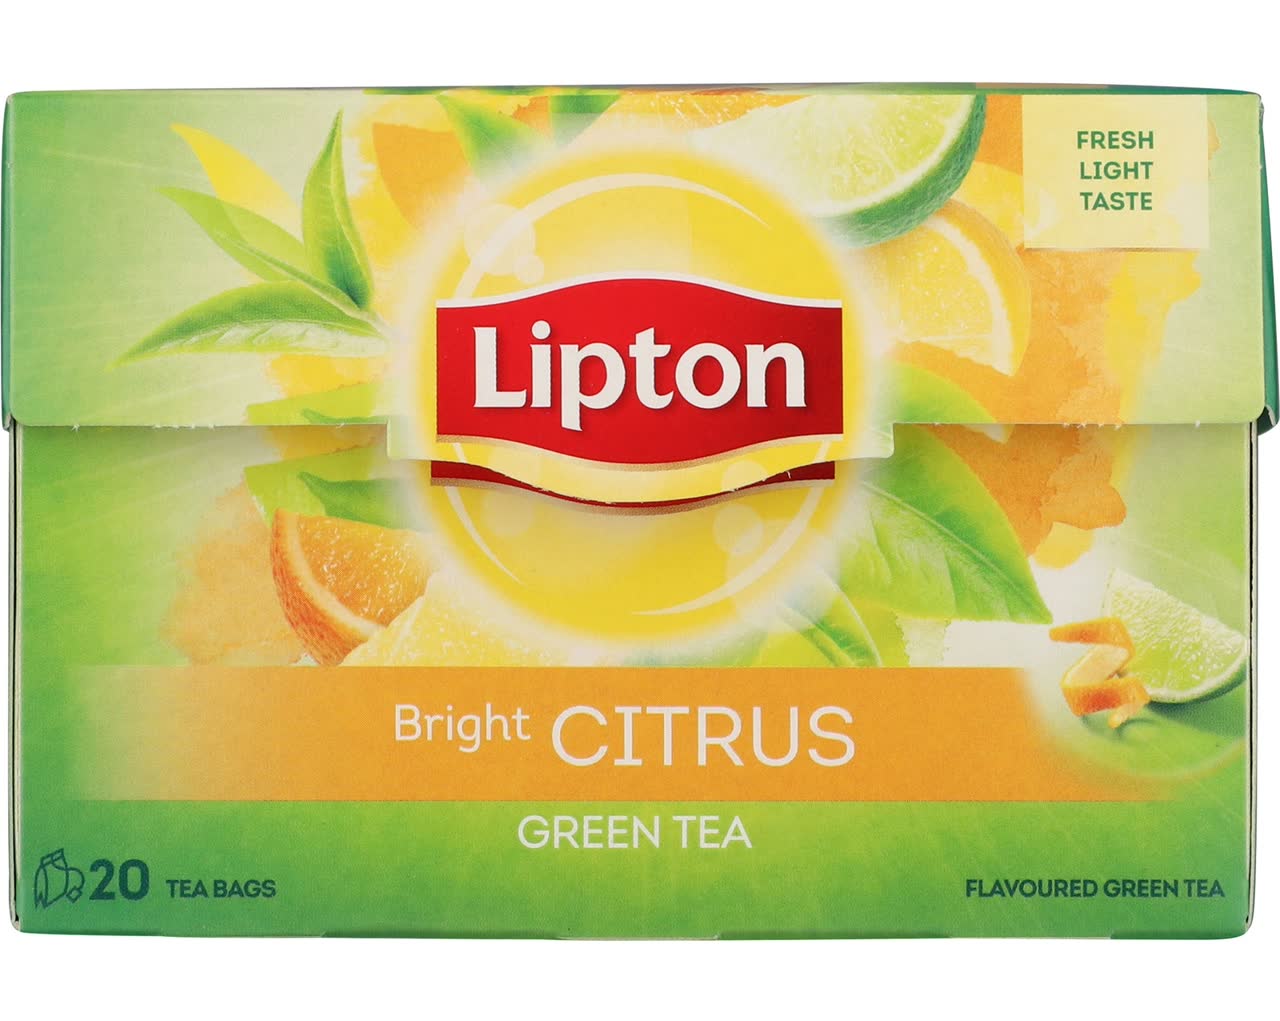 FRESH
LIGHT
TASTE
Lipton
Bright CITRUS
GREEN TEA
20 TEA BAGS
FLAVOURED GREEN TEA